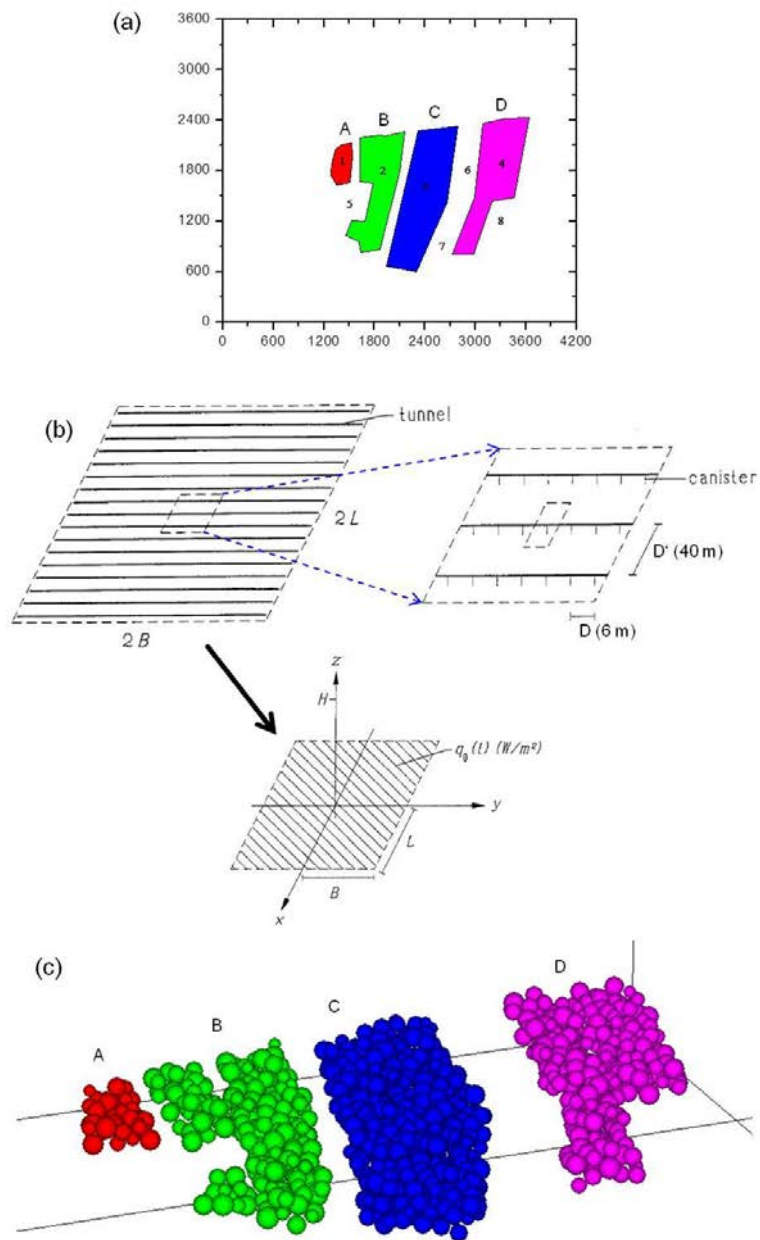 (a)
3600
3000
2400
1800
1200
600
0
A
B
C
D
1
2
3
4
5
6
7
8
0 600 1200 1800 2400 3000 3600 4200
(b)
tunnel
2L
2B
canister
D' (40 m)
D (6 m)
z
H
q₀(t) (W/m²)
y
L
B
x
(c)
A
B
C
D